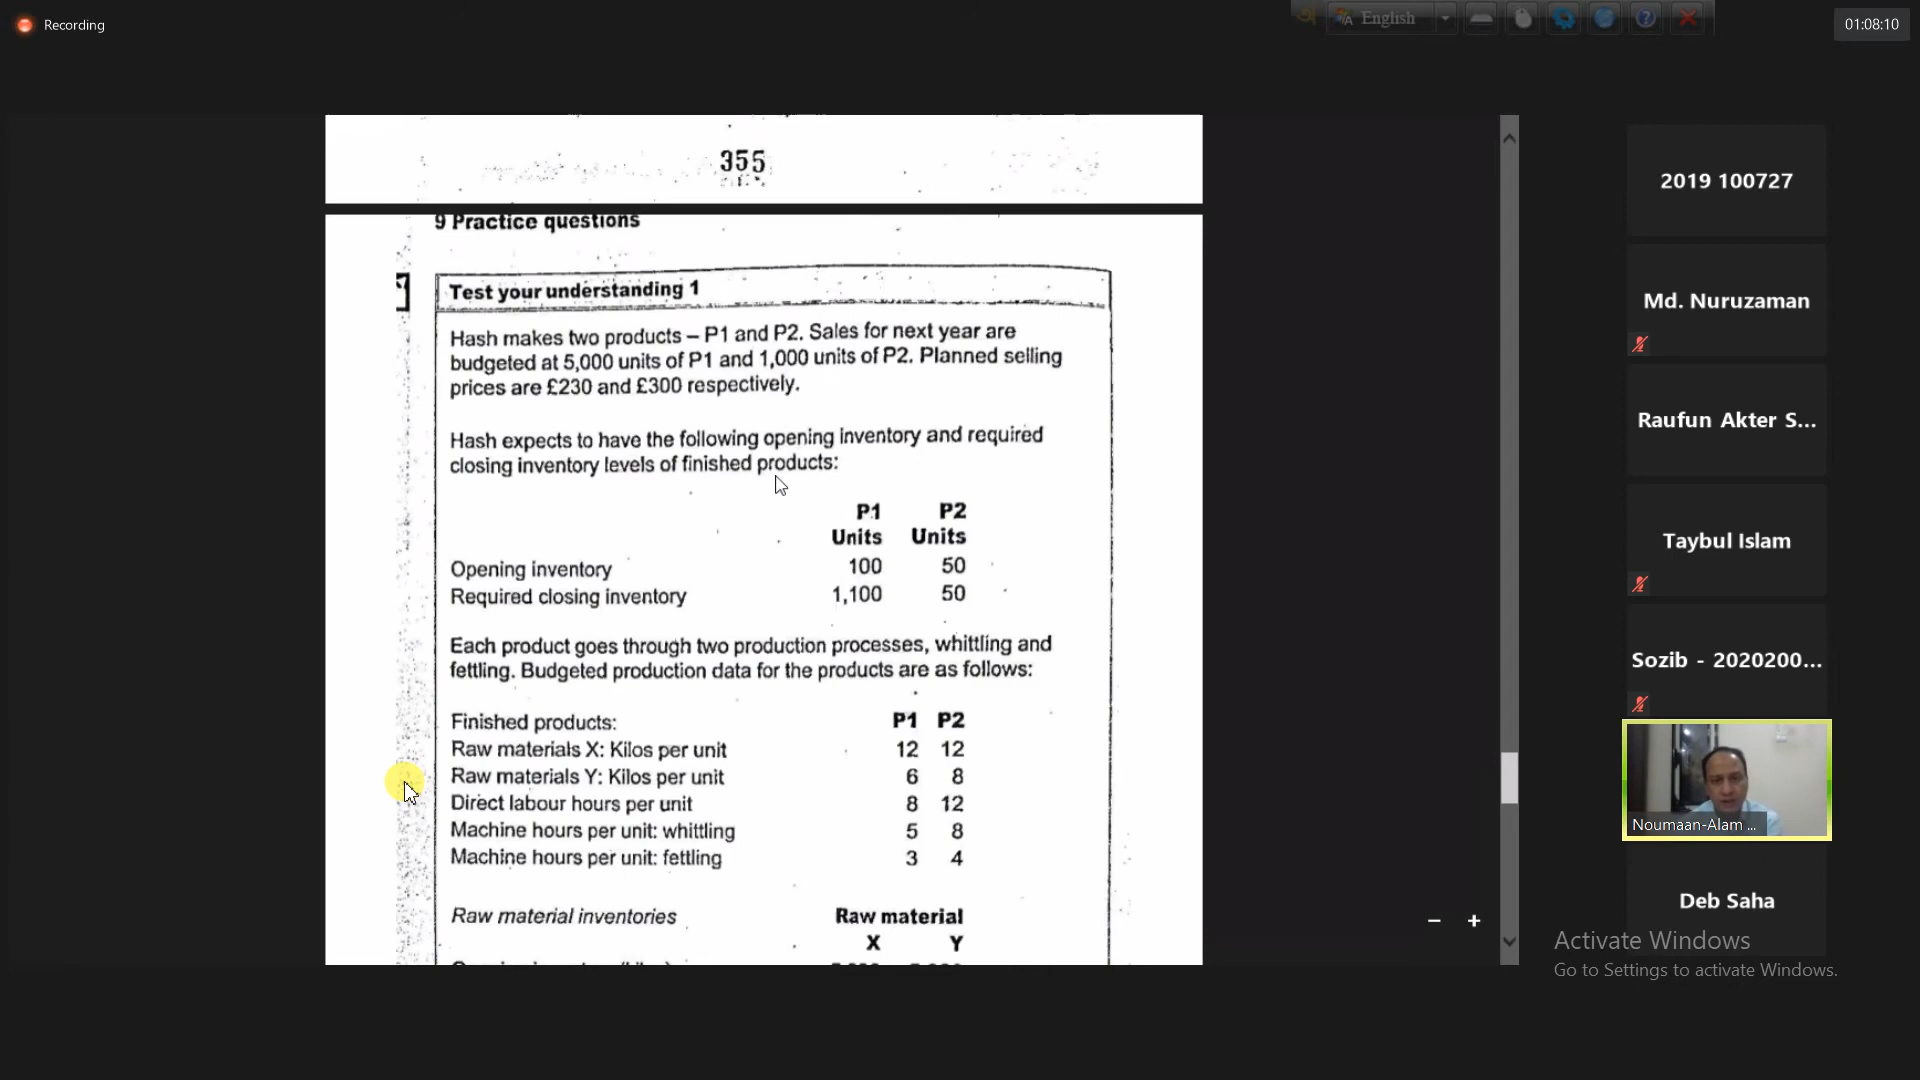 Recording
English
01:08:10
355
9 Practice questions
Test your understanding 1
Hash makes two products – P1 and P2. Sales for next year are
budgeted at 5,000 units of P1 and 1,000 units of P2. Planned selling
prices are £230 and £300 respectively.
Hash expects to have the following opening inventory and required
closing inventory levels of finished products:
P1 P2
Units Units
Opening inventory 100 50
Required closing inventory 1,100 50
Each product goes through two production processes, whittling and
fettling. Budgeted production data for the products are as follows:
Finished products: P1 P2
Raw materials X: Kilos per unit 12 12
Raw materials Y: Kilos per unit 6 8
Direct labour hours per unit 8 12
Machine hours per unit: whittling 5 8
Machine hours per unit: fettling 3 4
Raw material inventories Raw material
X Y
2019 100727
Md. Nuruzaman
Raufun Akter S...
Taybul Islam
Sozib - 2020200...
Noumaan-Alam ...
Deb Saha
Activate Windows
Go to Settings to activate Windows.